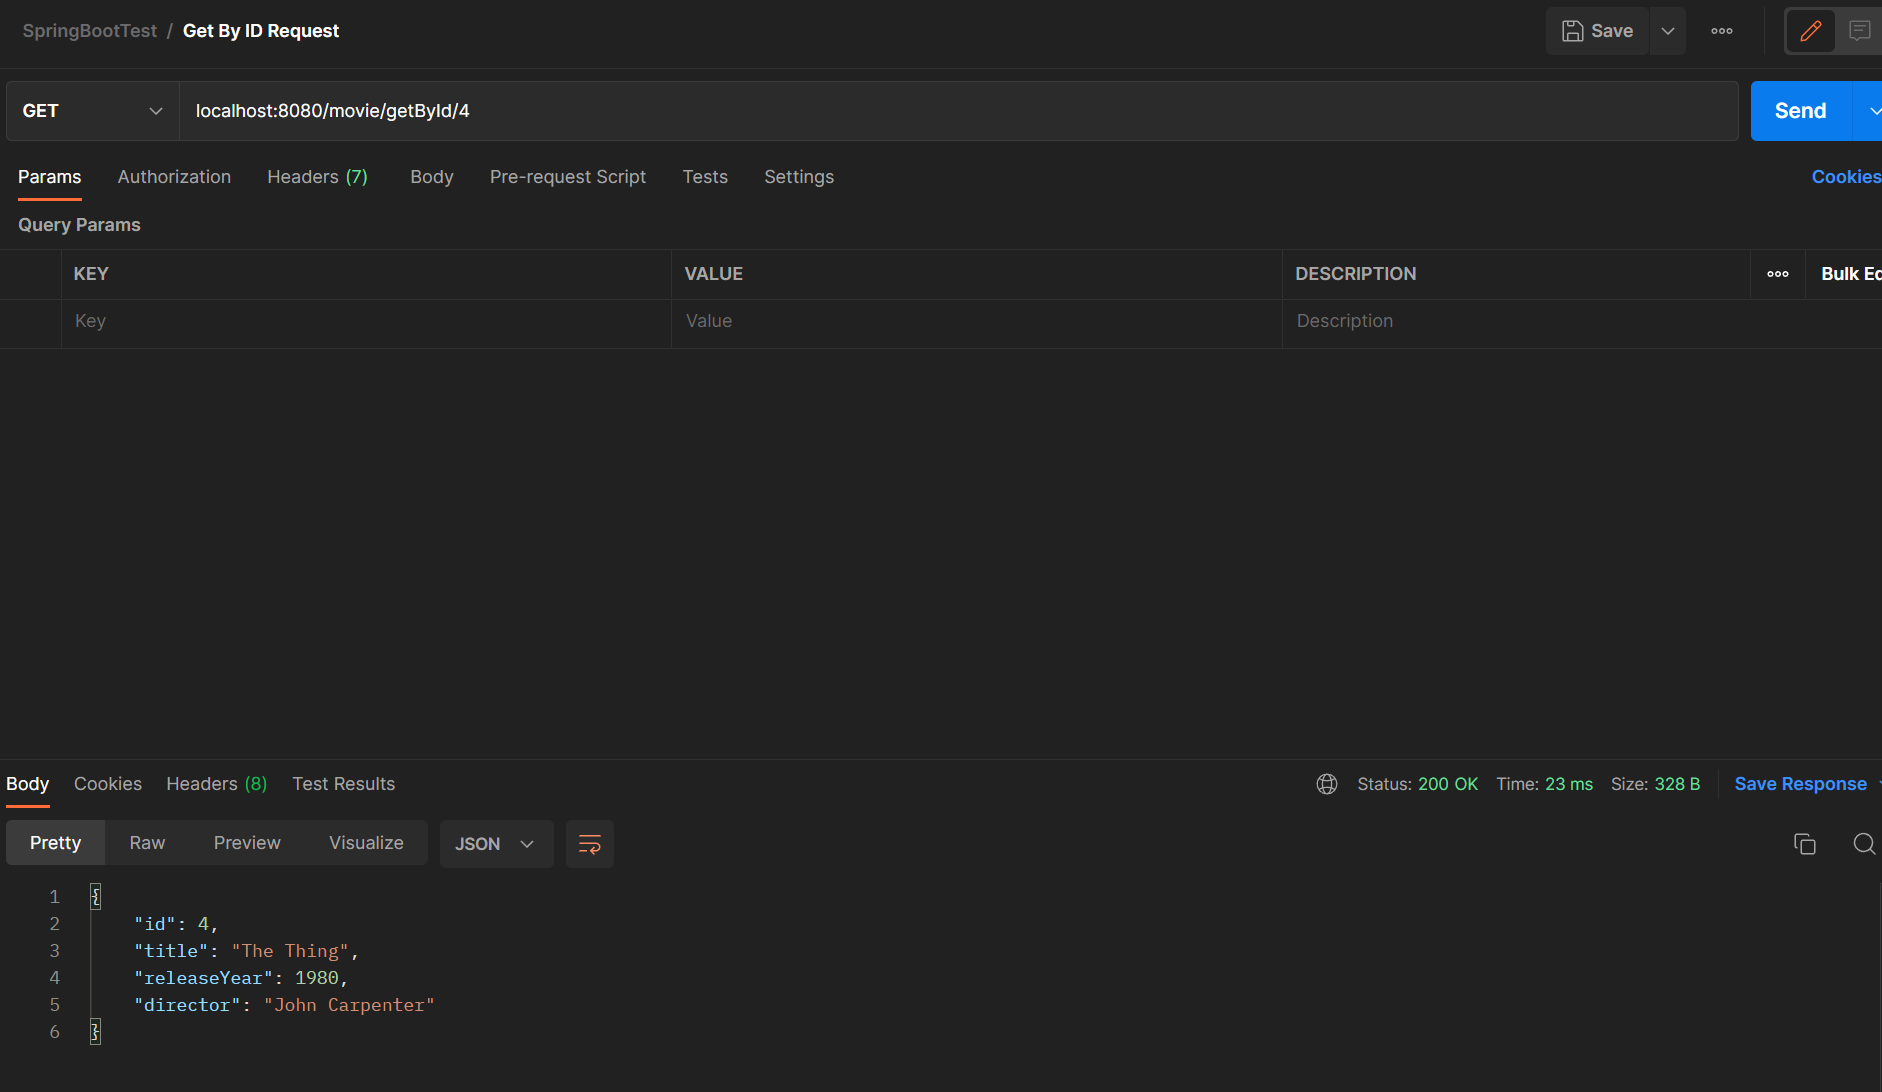 SpringBootTest / Get By ID Request
Save
GET
localhost:8080/movie/getById/4
Send
Params Authorization Headers (7) Body Pre-request Script Tests Settings Cookies
Query Params
KEY VALUE DESCRIPTION ooo Bulk Ed
Key Value Description
Body Cookies Headers (8) Test Results Status: 200 OK Time: 23 ms Size: 328 B Save Response
Pretty Raw Preview Visualize JSON
1 {
2 "id": 4,
3 "title": "The Thing",
4 "releaseYear": 1980,
5 "director": "John Carpenter"
6 }